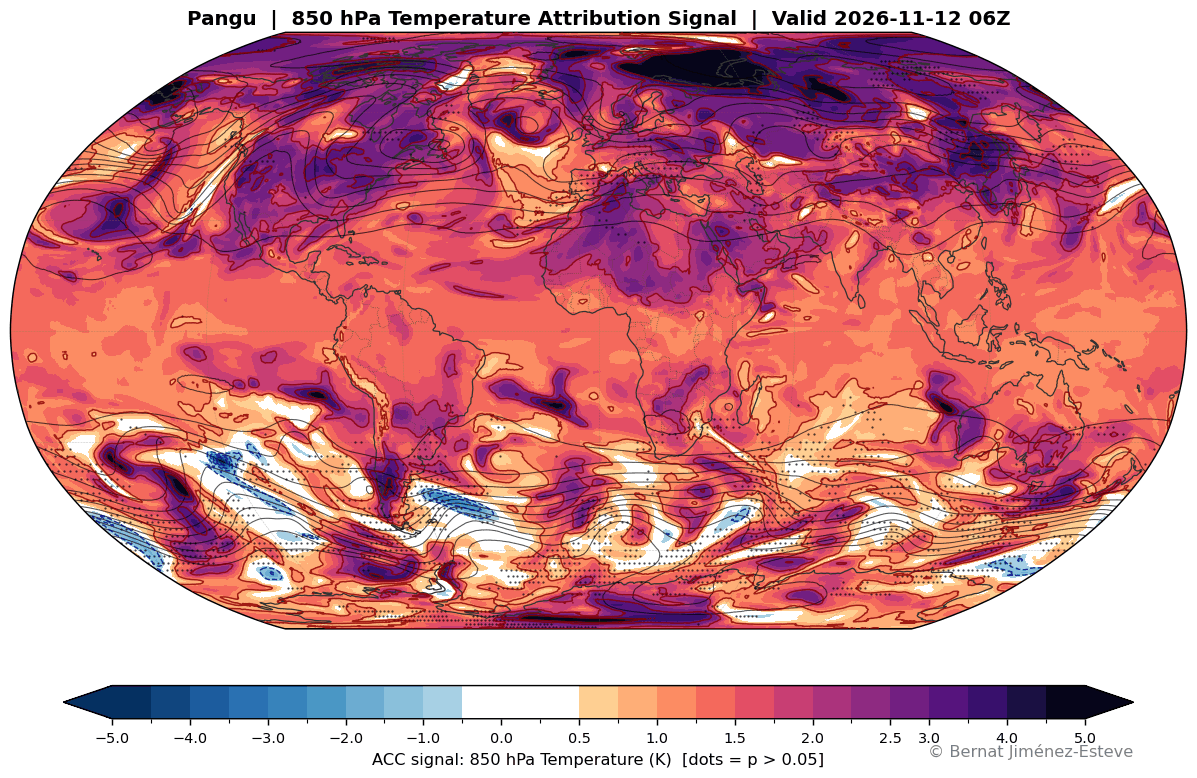 Pangu | 850 hPa Temperature Attribution Signal | Valid 2026-11-12 06Z
−5.0 −4.0 −3.0 −2.0 −1.0 0.0 0.5 1.0 1.5 2.0 2.5 3.0 4.0 5.0
© Bernat Jiménez-Esteve
ACC signal: 850 hPa Temperature (K) [dots = p > 0.05]